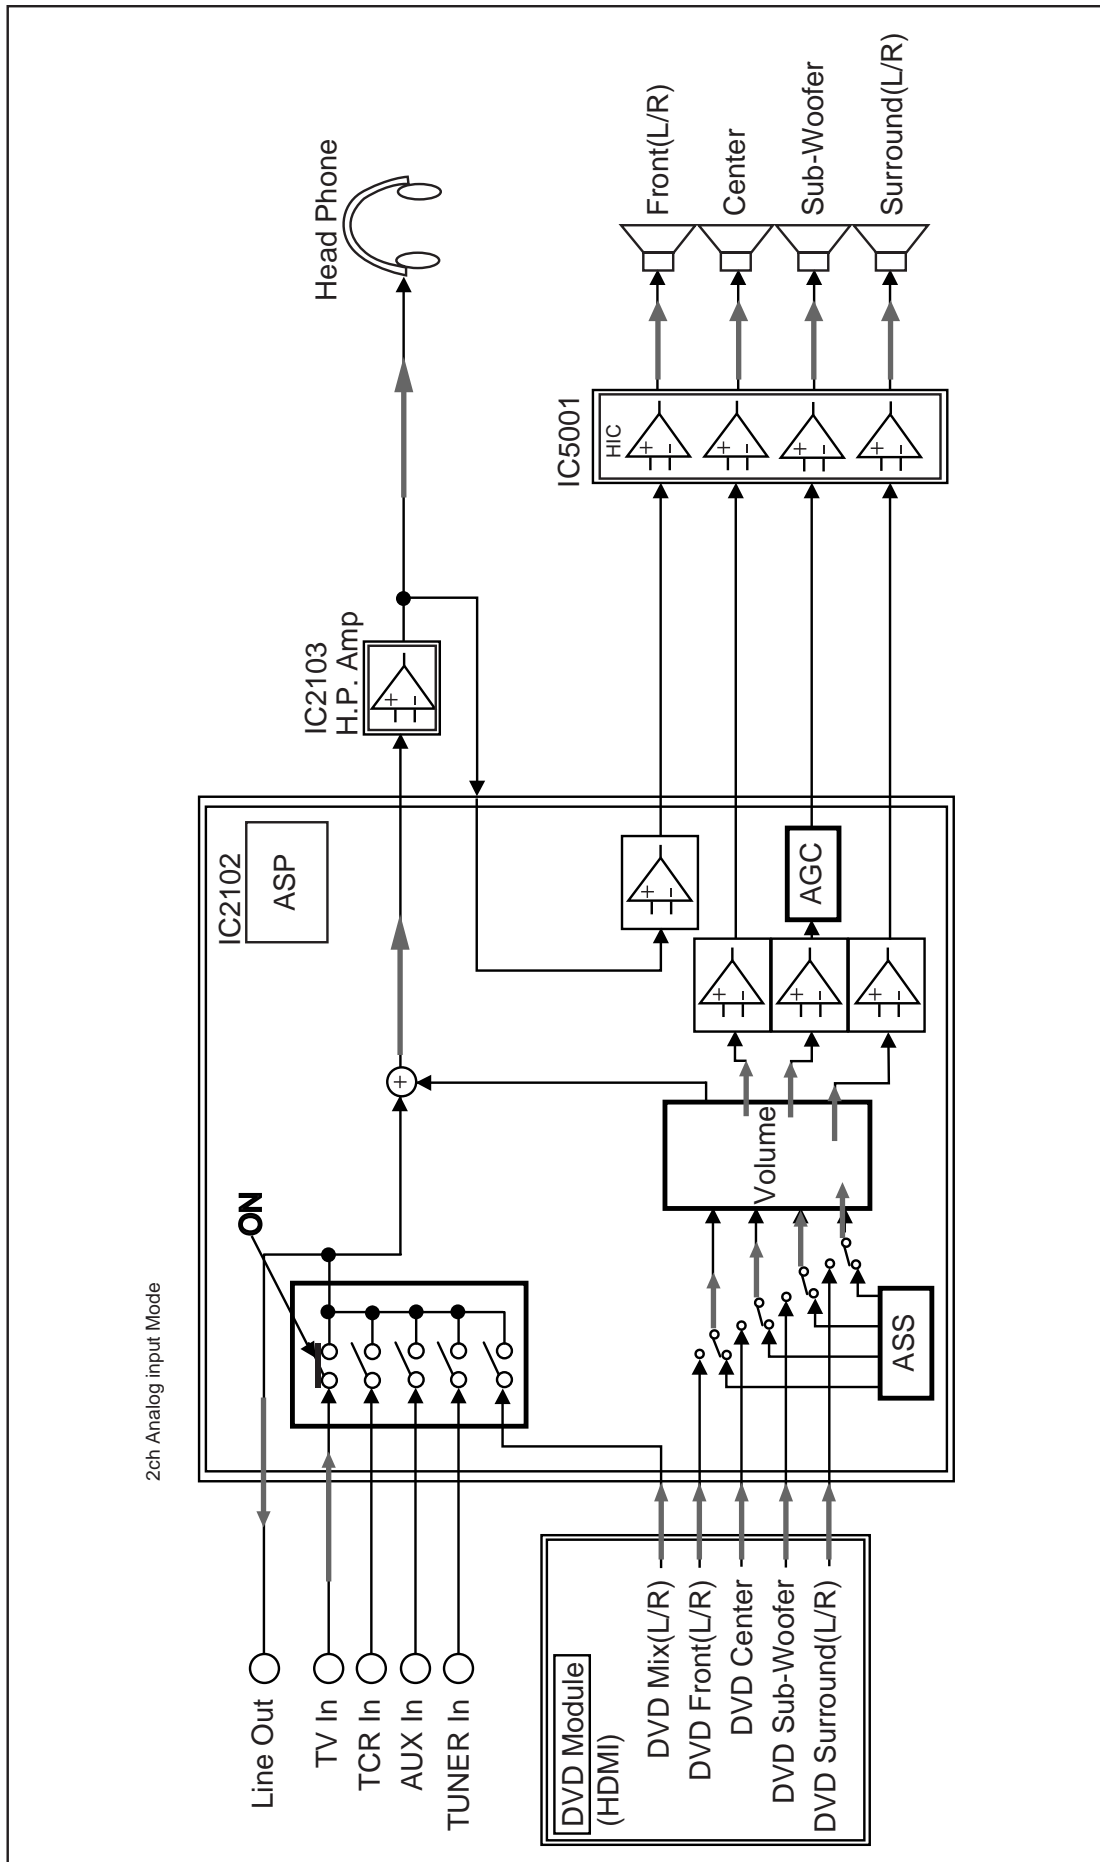 2ch Analog input Mode
Line Out
TV In
TCR In
AUX In
TUNER In
DVD Module
(HDMI)
DVD Mix(L/R)
DVD Front(L/R)
DVD Center
DVD Sub-Woofer
DVD Surround(L/R)
ON
IC2102
ASP
+
Volume
ASS
+
−
+
−
+
−
+
−
AGC
IC2103
H.P. Amp
+
−
Head Phone
IC5001
HIC
+
−
+
−
+
−
+
−
Front(L/R)
Center
Sub-Woofer
Surround(L/R)